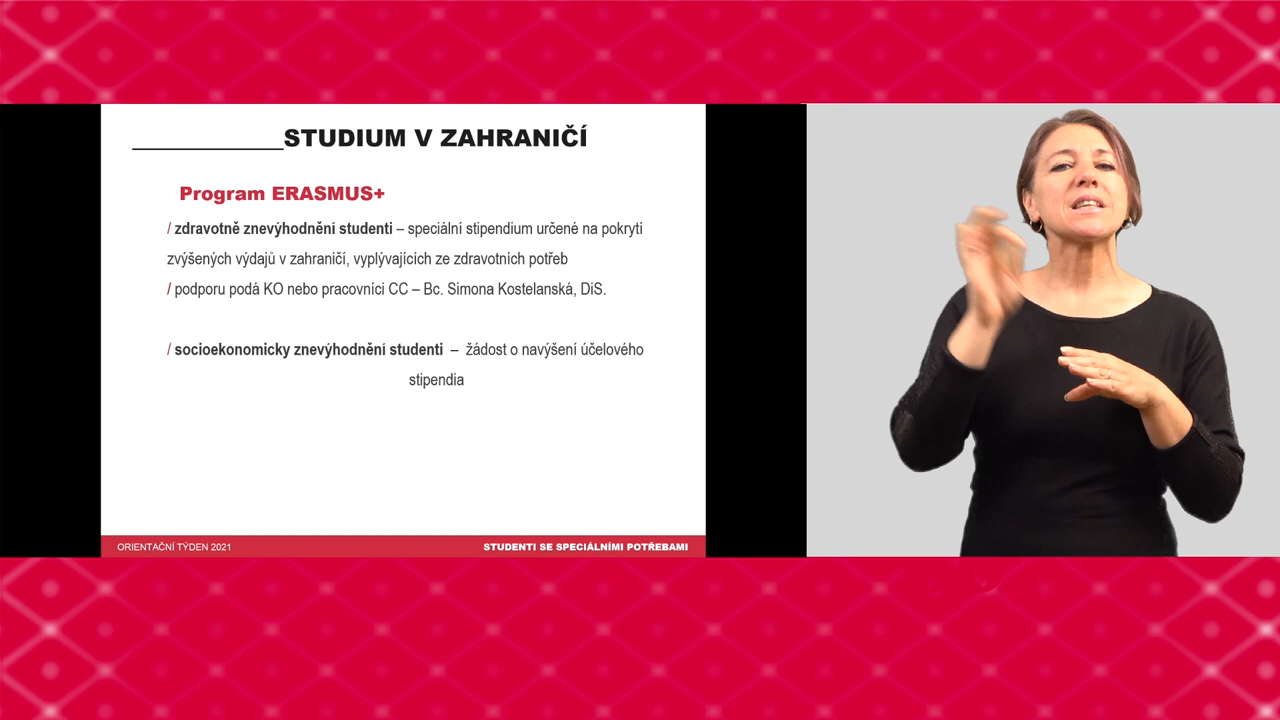 STUDIUM V ZAHRANIČÍ
Program ERASMUS+
/ zdravotně znevýhodnění studenti – speciální stipendium určené na pokrytí
zvýšených výdajů v zahraničí, vyplývajících ze zdravotních potřeb
/ podporu podá KO nebo pracovníci CC – Bc. Simona Kostelanská, DiS.
/ socioekonomicky znevýhodnění studenti – žádost o navýšení účelového
stipendia
ORIENTAČNÍ TÝDEN 2021
STUDENTI SE SPECIÁLNÍMI POTŘEBAMI